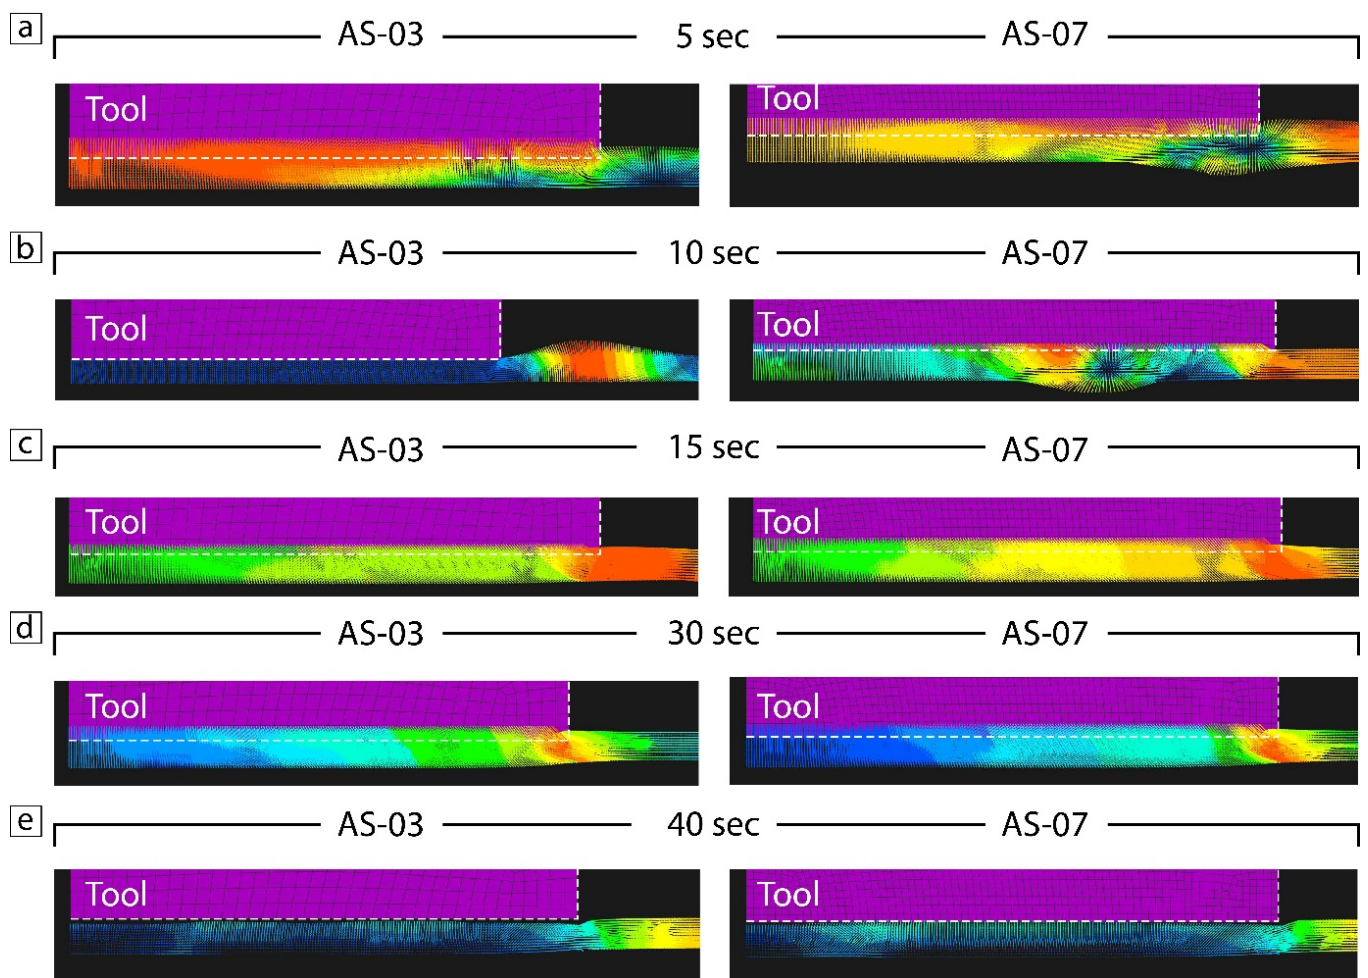 a AS-03 5 sec AS-07
Tool Tool
b AS-03 10 sec AS-07
Tool Tool
c AS-03 15 sec AS-07
Tool Tool
d AS-03 30 sec AS-07
Tool Tool
e AS-03 40 sec AS-07
Tool Tool